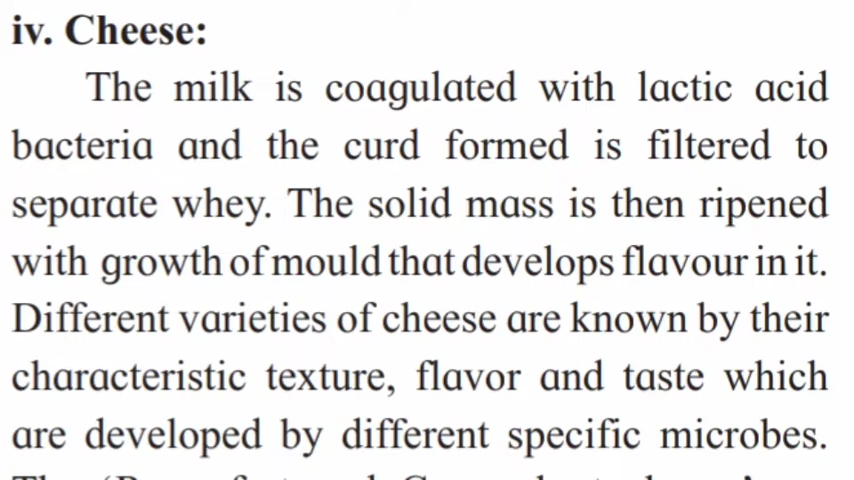 iv. Cheese:
The milk is coagulated with lactic acid
bacteria and the curd formed is filtered to
separate whey. The solid mass is then ripened
with growth of mould that develops flavour in it.
Different varieties of cheese are known by their
characteristic texture, flavor and taste which
are developed by different specific microbes.